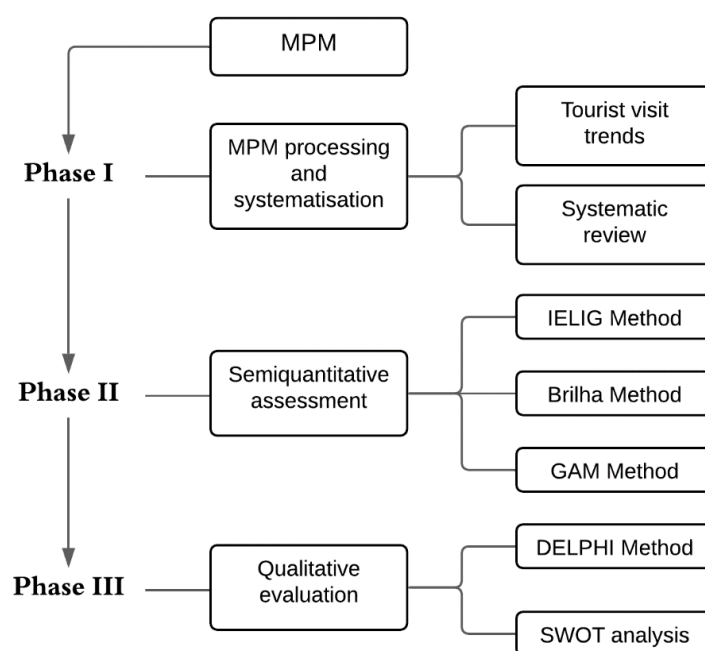 MPM
Phase I
MPM processing
and
systematisation
Tourist visit
trends
Systematic
review
Phase II
Semiquantitative
assessment
IELIG Method
Brilha Method
GAM Method
Phase III
Qualitative
evaluation
DELPHI Method
SWOT analysis